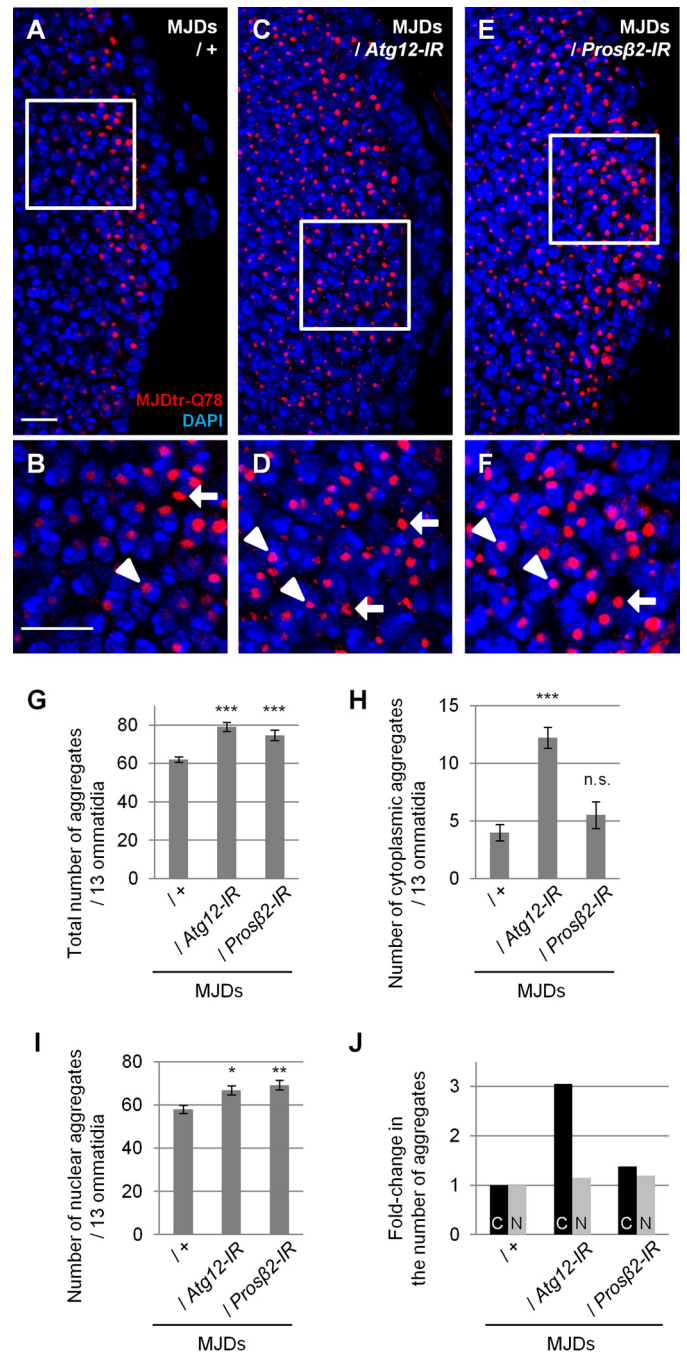 A
MJDs
/ +
C
MJDs
/ Atg12-IR
E
MJDs
/ Prosβ2-IR
MJDtr-Q78
DAPI
B
D
F
G
Total number of aggregates
/ 13 ommatidia
80
60
40
20
0
***
***
/ +
/ Atg12-IR
/ Prosβ2-IR
MJDs
H
Number of cytoplasmic aggregates
/ 13 ommatidia
15
10
5
0
***
n.s.
/ +
/ Atg12-IR
/ Prosβ2-IR
MJDs
I
Number of nuclear aggregates
/ 13 ommatidia
80
60
40
20
0
*
**
/ +
/ Atg12-IR
/ Prosβ2-IR
MJDs
J
Fold-change in
the number of aggregates
3
2
1
0
C N
C N
C N
/ +
/ Atg12-IR
/ Prosβ2-IR
MJDs